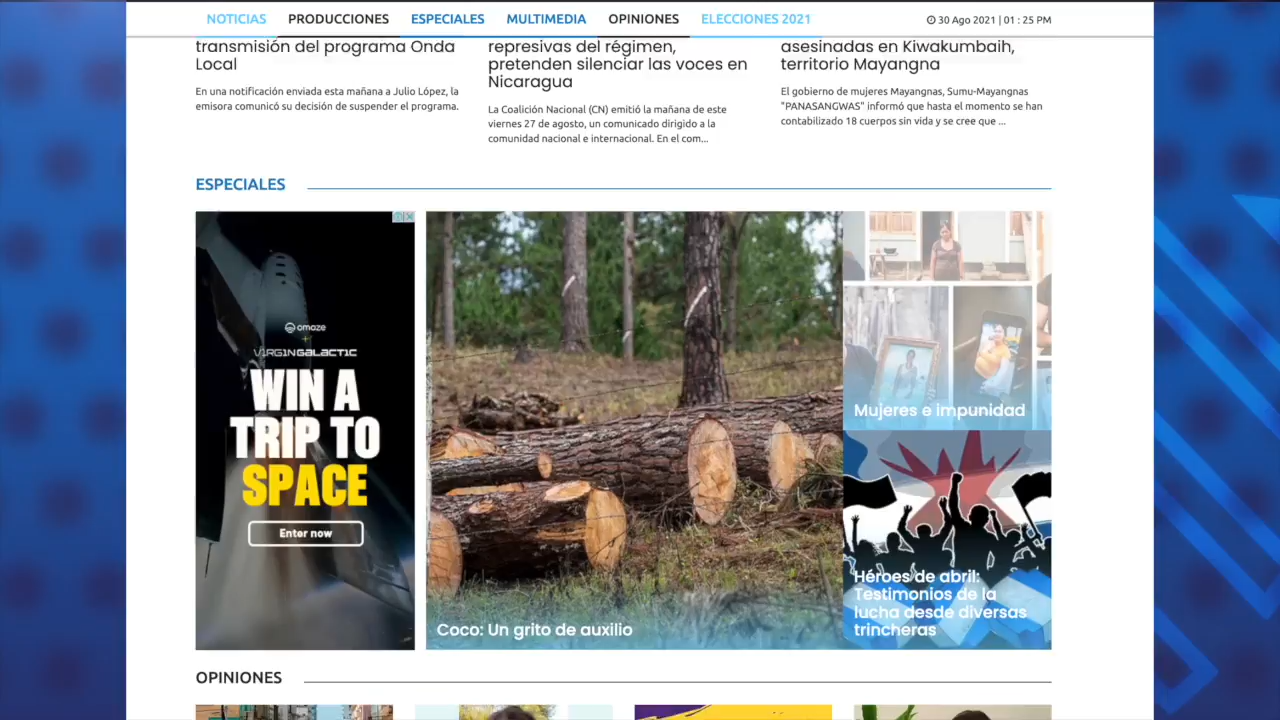 NOTICIAS PRODUCCIONES ESPECIALES MULTIMEDIA OPINIONES ELECCIONES 2021 30 Ago 2021 | 01 : 25 PM
transmisión del programa Onda
Local
En una notificación enviada esta mañana a Julio López, la
emisora comunicó su decisión de suspender el programa.
represivas del régimen,
pretenden silenciar las voces en
Nicaragua
La Coalición Nacional (CN) emitió la mañana de este
viernes 27 de agosto, un comunicado dirigido a la
comunidad nacional e internacional. En el com...
asesinadas en Kiwakumbaih,
territorio Mayangna
El gobierno de mujeres Mayangnas, Sumu-Mayangnas
"PANASANGWAS" informó que hasta el momento se han
contabilizado 18 cuerpos sin vida y se cree que ...
ESPECIALES
omaze
VIRGIN GALACTIC
WIN A
TRIP TO
SPACE
Enter now
Coco: Un grito de auxilio
Mujeres e impunidad
Héroes de abril:
Testimonios de la
lucha desde diversas
trincheras
OPINIONES